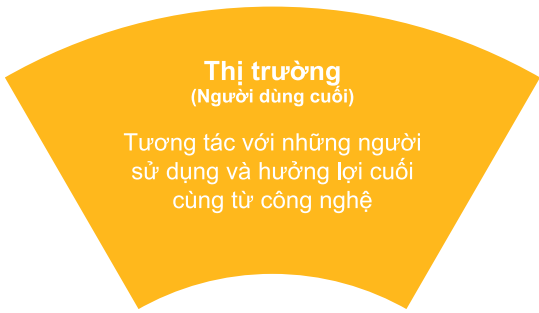 Thị trường
(Người dùng cuối)
Tương tác với những người
sử dụng và hưởng lợi cuối
cùng từ công nghệ